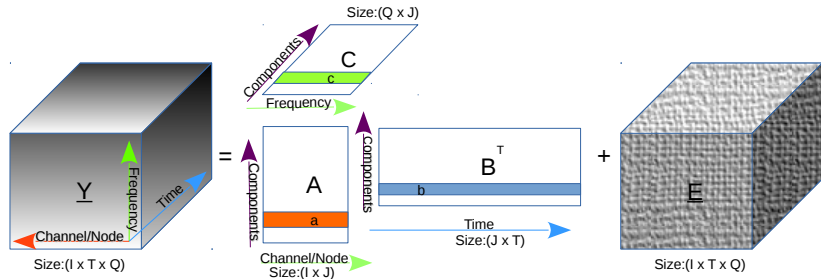 Size:(Q x J)
Components
C
c
Frequency
Y
Frequency
Time
Channel/Node
Size:(I x T x Q)
=
Components
A
a
Channel/Node
Size:(I x J)
Components
B T
b
Time
Size:(J x T)
+
E
Size:(I x T x Q)